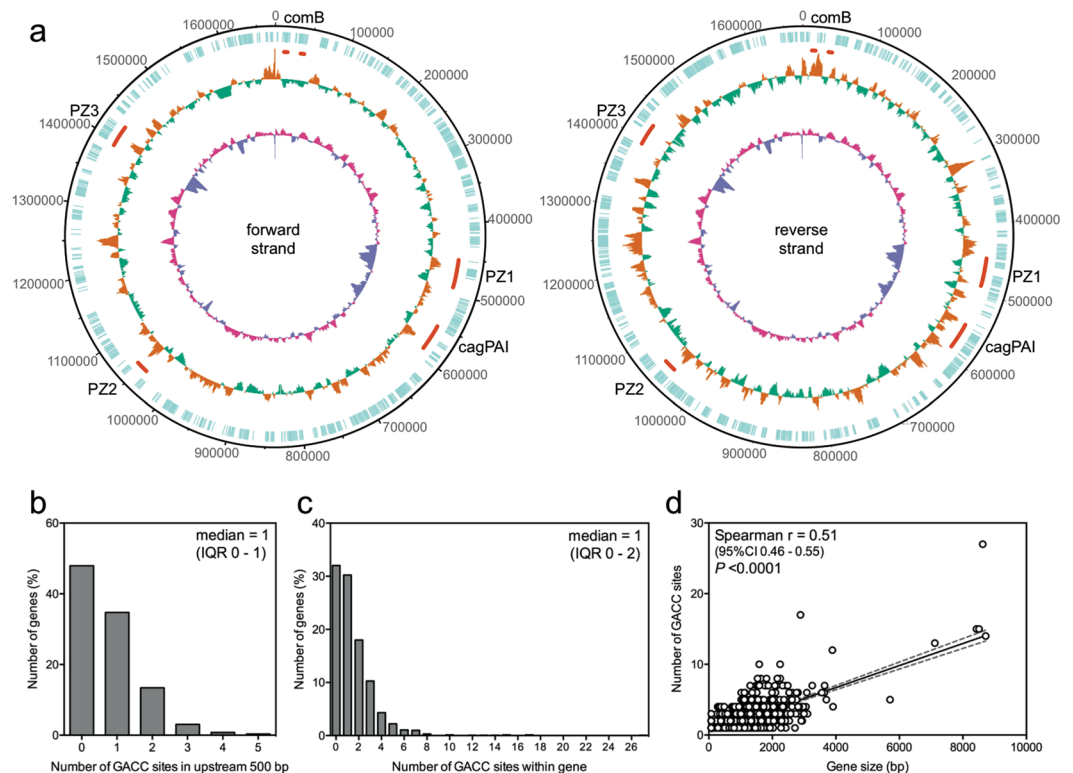 a
0 comB
100000
200000
300000
400000
PZ1
500000
cagPAI
600000
700000
800000
900000
1000000
PZ2
1100000
1200000
1300000
1400000
PZ3
1500000
1600000
forward
strand
0 comB
100000
200000
300000
400000
PZ1
500000
cagPAI
600000
700000
800000
900000
1000000
PZ2
1100000
1200000
1300000
1400000
PZ3
1500000
1600000
reverse
strand
b
median = 1
(IQR 0 - 1)
Number of genes (%)
60
40
20
0
0 1 2 3 4 5
Number of GACC sites in upstream 500 bp
c
median = 1
(IQR 0 - 2)
Number of genes (%)
40
30
20
10
0
0 2 4 6 8 10 12 14 16 18 20 22 24 26
Number of GACC sites within gene
d
Spearman r = 0.51
(95%CI 0.46 - 0.55)
P <0.0001
Number of GACC sites
30
20
10
0
0 2000 4000 6000 8000 10000
Gene size (bp)